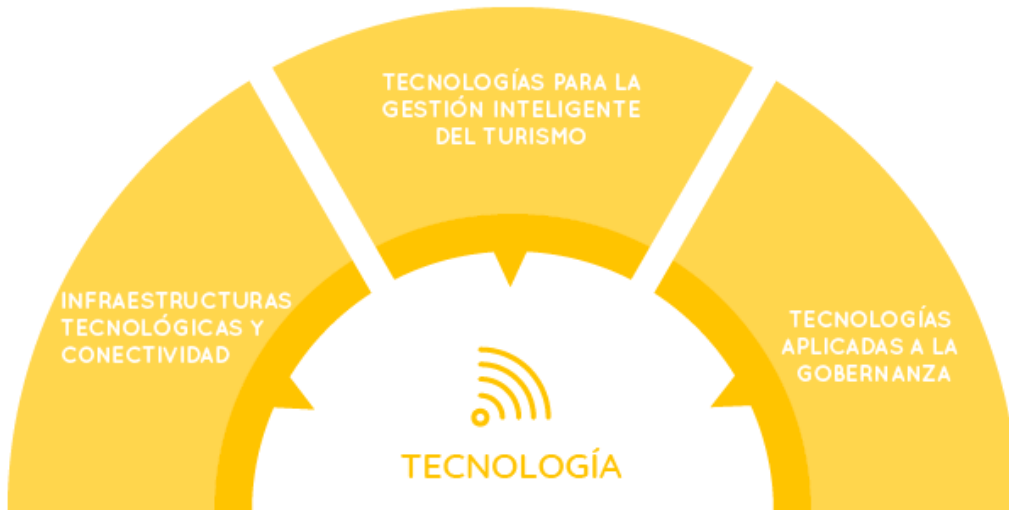 TECNOLOGÍAS PARA LA
GESTIÓN INTELIGENTE
DEL TURISMO
INFRAESTRUCTURAS
TECNOLÓGICAS Y
CONECTIVIDAD
TECNOLOGÍAS
APLICADAS A LA
GOBERNANZA
TECNOLOGÍA